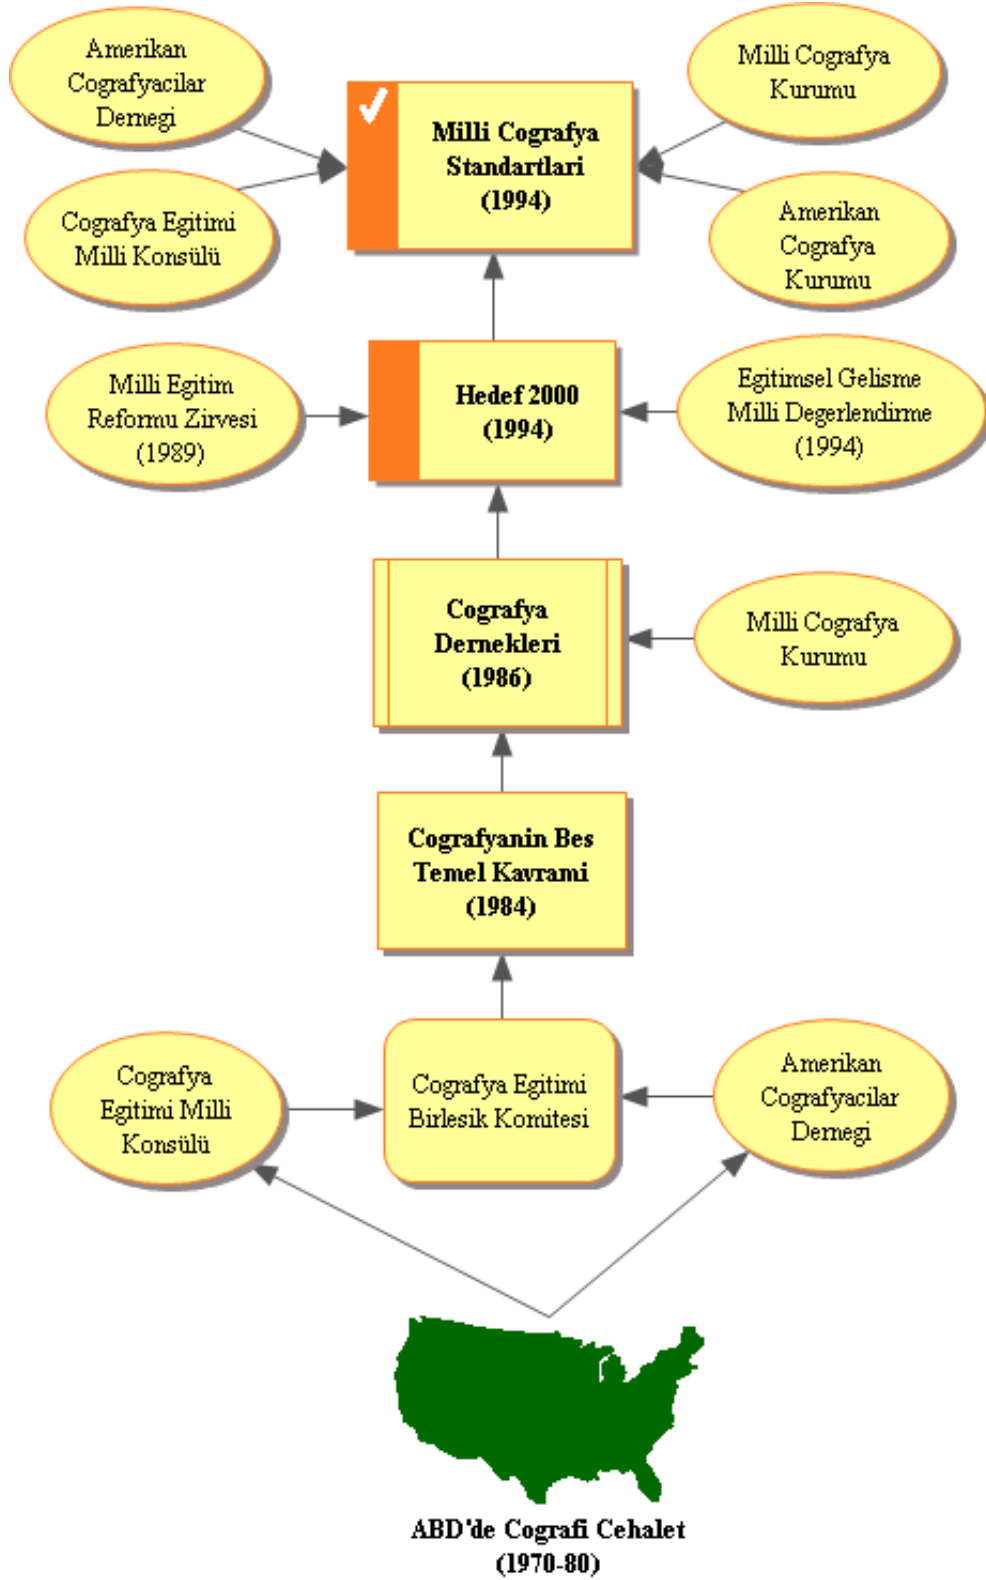 Amerikan
Cografyacilar
Dernegi
Milli Cografya
Kurumu
Milli Cografya
Standartlari
(1994)
Cografya Egitimi
Milli Konsülü
Amerikan
Cografya
Kurumu
Milli Egitim
Reformu Zirvesi
(1989)
Hedef 2000
(1994)
Egitimsel Gelisme
Milli Degerlendirme
(1994)
Cografya
Dernekleri
(1986)
Milli Cografya
Kurumu
Cografyanin Bes
Temel Kavrami
(1984)
Cografya
Egitimi Milli
Konsülü
Cografya Egitimi
Birlesik Komitesi
Amerikan
Cografyacilar
Dernegi
ABD'de Cografi Cehalet
(1970-80)